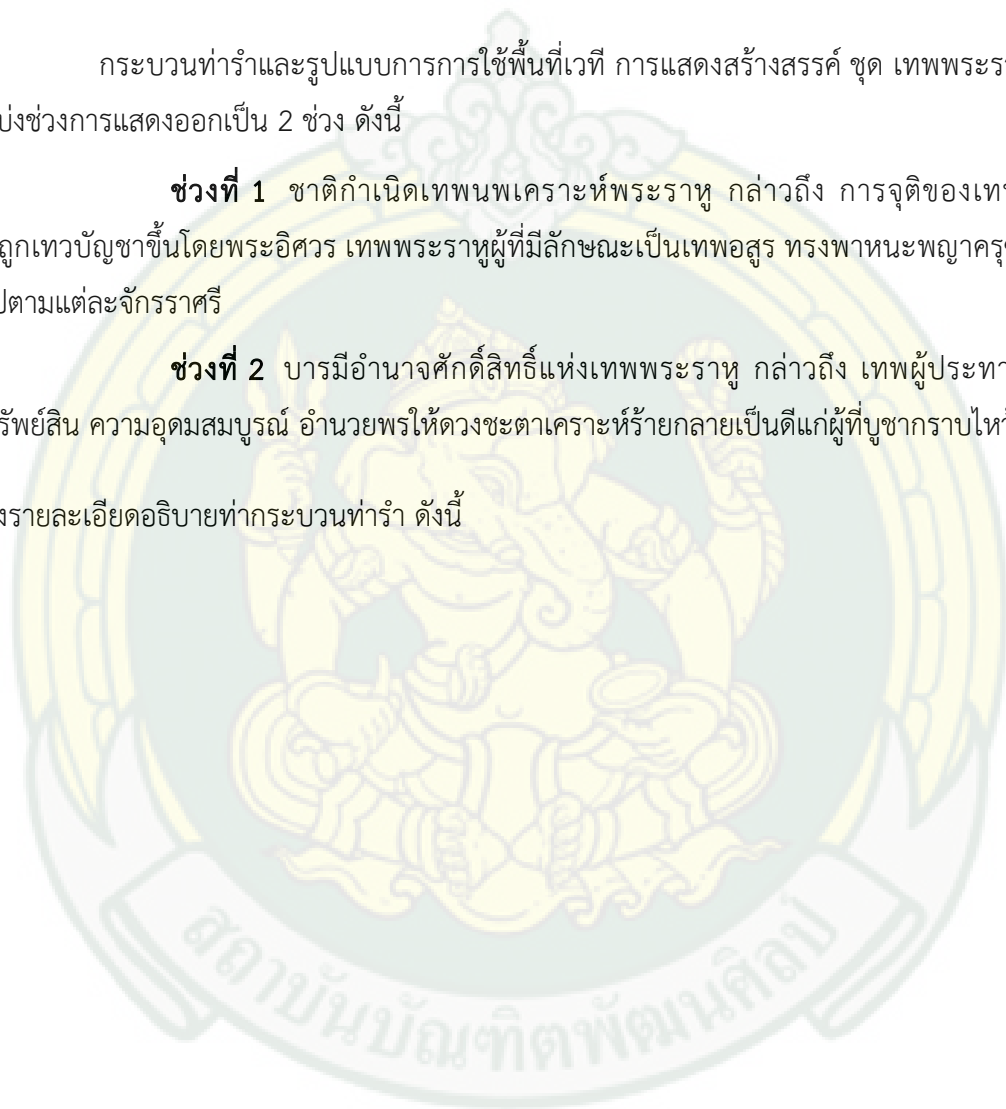 กระบวนท่ารำและรูปแบบการการใช้พื้นที่เวที การแสดงสร้างสรรค์ ชุด เทพพระรา
บ่งช่วงการแสดงออกเป็น 2 ช่วง ดังนี้
ช่วงที่ 1 ชาติกำเนิดเทพนพเคราะห์พระราหู กล่าวถึง การจุติของเทพ
ถูกเทวบัญชาขึ้นโดยพระอิศวร เทพพระราหูผู้ที่มีลักษณะเป็นเทพอสูร ทรงพาหนะพญาครุฑ
ปตามแต่ละจักรราศรี
ช่วงที่ 2 บารมีอำนาจศักดิ์สิทธิ์แห่งเทพพระราหู กล่าวถึง เทพผู้ประทา
รัพย์สิน ความอุดมสมบูรณ์ อำนวยพรให้ดวงชะตาเคราะห์ร้ายกลายเป็นดีแก่ผู้ที่บูชากราบไหว้
งรายละเอียดอธิบายท่ากระบวนท่ารำ ดังนี้
สถาบันบัณฑิตพัฒนศิลป์